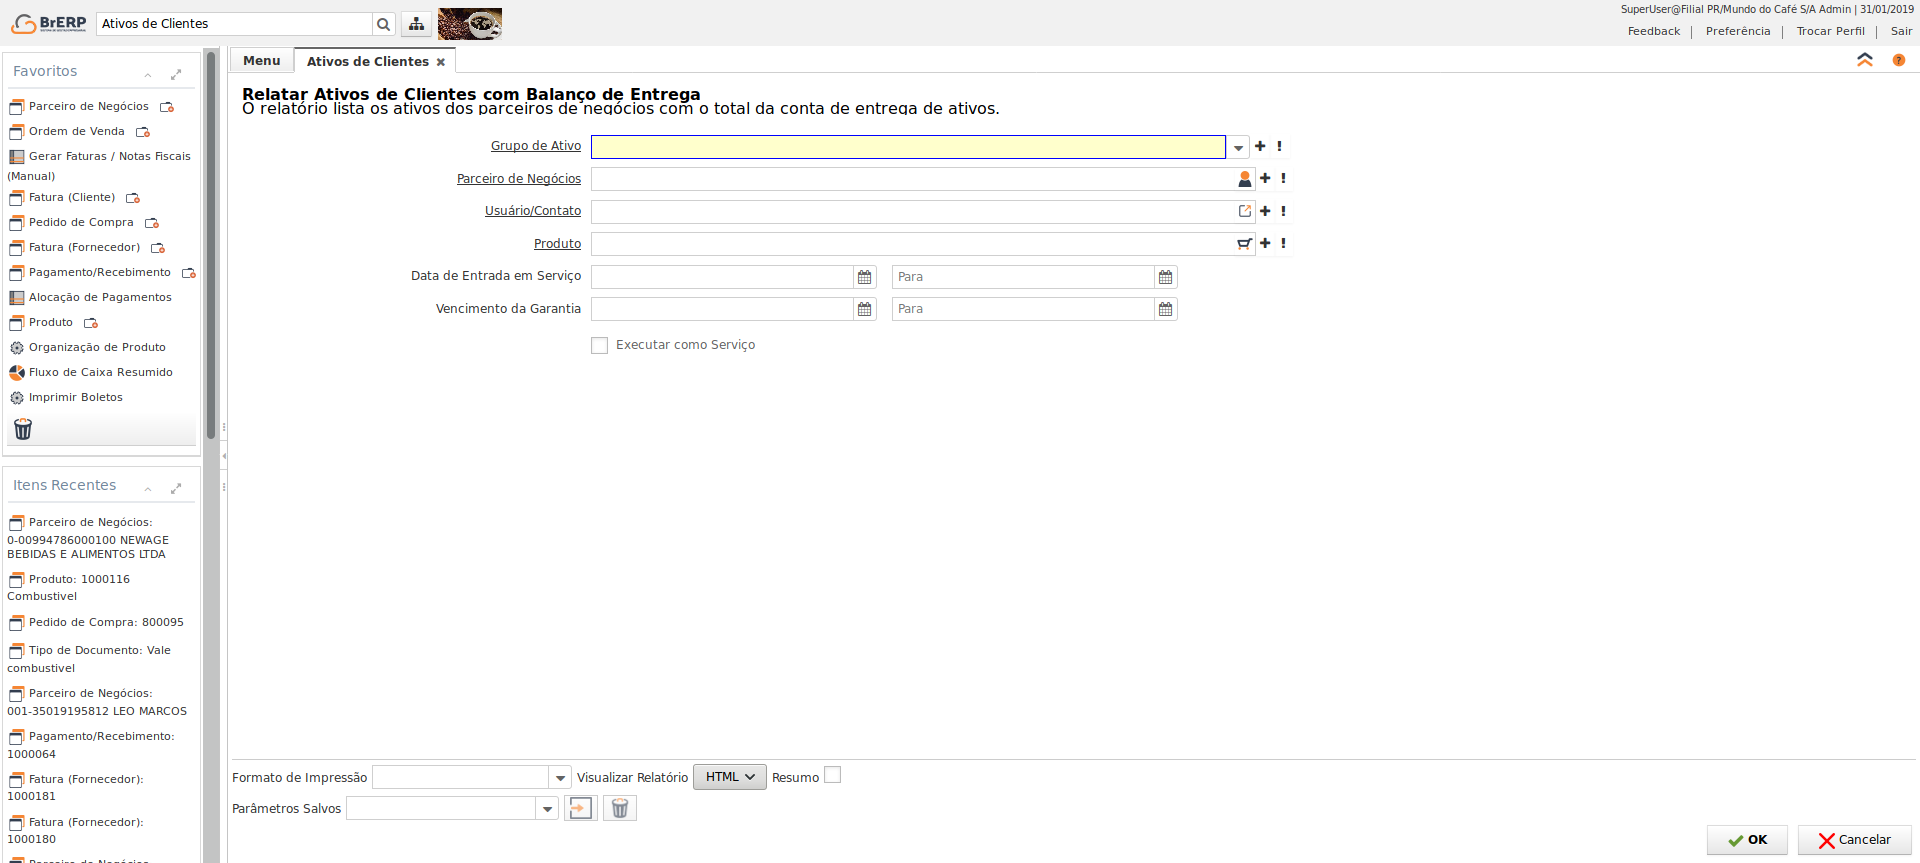 BrERP
Ativos de Clientes
SuperUser@Filial PR/Mundo do Café S/A Admin | 31/01/2019
Feedback | Preferência | Trocar Perfil | Sair
Favoritos
Parceiro de Negócios
Ordem de Venda
Gerar Faturas / Notas Fiscais
(Manual)
Fatura (Cliente)
Pedido de Compra
Fatura (Fornecedor)
Pagamento/Recebimento
Alocação de Pagamentos
Produto
Organização de Produto
Fluxo de Caixa Resumido
Imprimir Boletos
Itens Recentes
Parceiro de Negócios:
0-00994786000100 NEWAGE
BEBIDAS E ALIMENTOS LTDA
Produto: 1000116
Combustivel
Pedido de Compra: 800095
Tipo de Documento: Vale
combustivel
Parceiro de Negócios:
001-35019195812 LEO MARCOS
Pagamento/Recebimento:
1000064
Fatura (Fornecedor):
1000181
Fatura (Fornecedor):
1000180
Parceiro de Negócios
Menu
Ativos de Clientes
Relatar Ativos de Clientes com Balanço de Entrega
O relatório lista os ativos dos parceiros de negócios com o total da conta de entrega de ativos.
Grupo de Ativo
Parceiro de Negócios
Usuário/Contato
Produto
Data de Entrada em Serviço Para
Vencimento da Garantia Para
Executar como Serviço
Formato de Impressão Visualizar Relatório HTML Resumo
Parâmetros Salvos
OK Cancelar